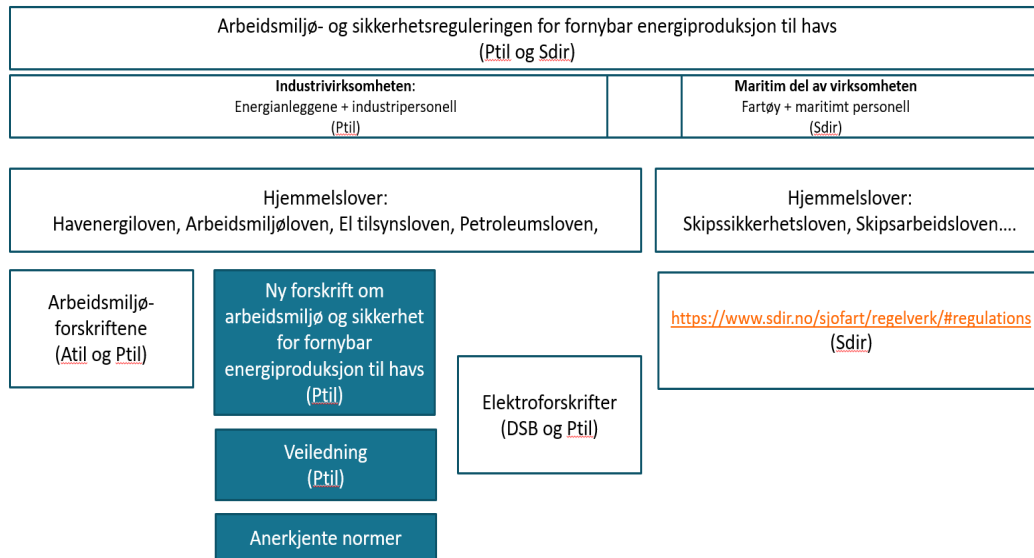 Arbeidsmiljø- og sikkerhetsreguleringen for fornybar energiproduksjon til havs
(Ptil og Sdir)
Industrivirksomheten:
Energianleggene + industripersonell
(Ptil)
Maritim del av virksomheten
Fartøy + maritimt personell
(Sdir)
Hjemmelslover:
Havenergiloven, Arbeidsmiljøloven, El tilsynsloven, Petroleumsloven,
Hjemmelslover:
Skipssikkerhetsloven, Skipsarbeidsloven....
Arbeidsmiljø-
forskriftene
(Atil og Ptil)
Ny forskrift om
arbeidsmiljø og sikkerhet
for fornybar
energiproduksjon til havs
(Ptil)
Veiledning
(Ptil)
Anerkjente normer
Elektroforskrifter
(DSB og Ptil)
https://www.sdir.no/sjofart/regelverk/#regulations
(Sdir)